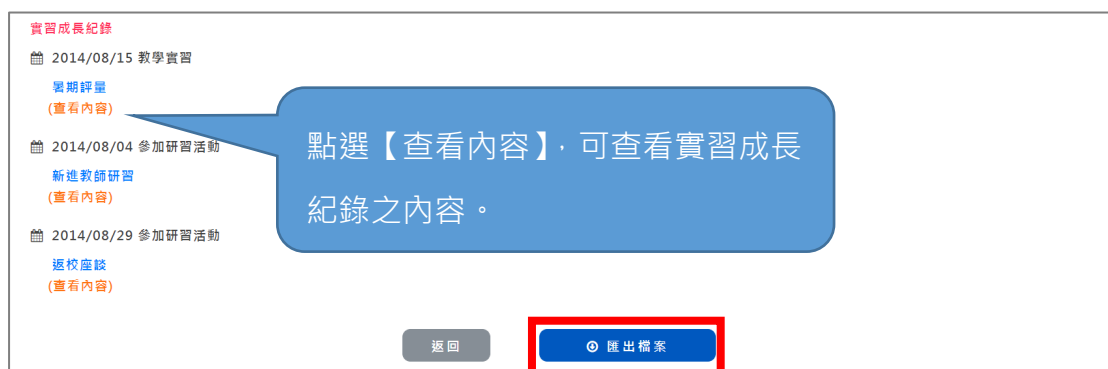 實習成長紀錄
2014/08/15 教學實習
暑期評量
(查看內容)
2014/08/04 參加研習活動
新進教師研習
(查看內容)
2014/08/29 參加研習活動
返校座談
(查看內容)
點選【查看內容】，可查看實習成長
紀錄之內容。
返回
匯出檔案